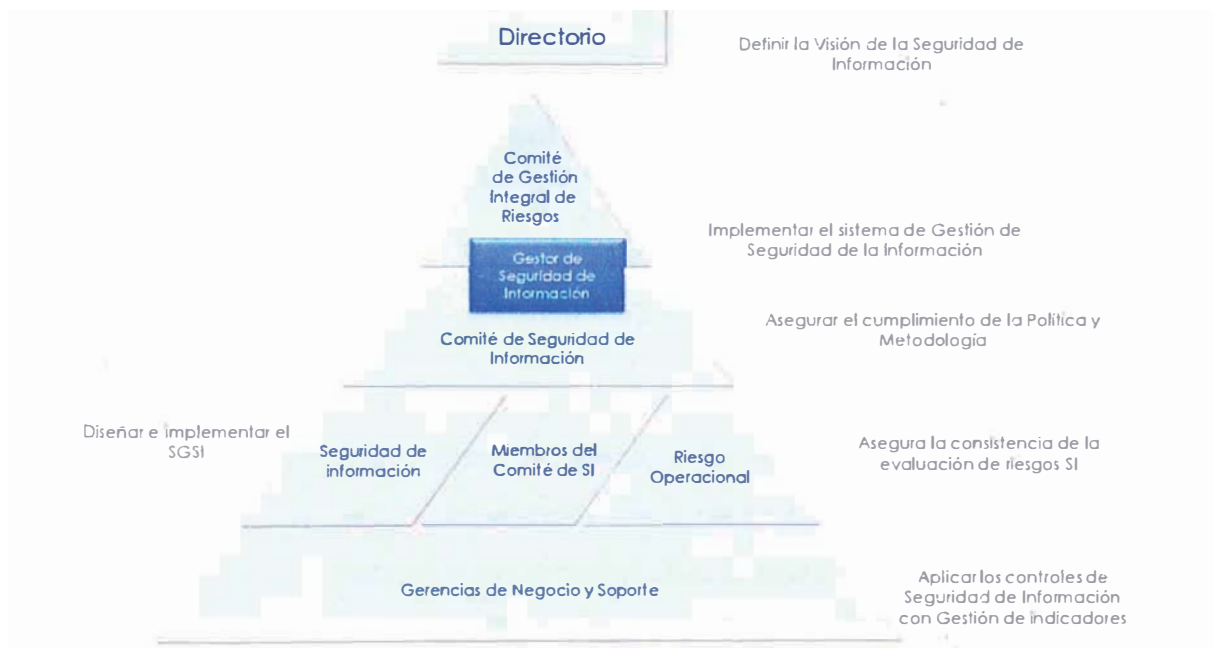 Directorio
Definir la Visión de la Seguridad de
Información
Comité
de Gestión
Integral de
Riesgos
Implementar el sistema de Gestión de
Seguridad de la Información
Gestor de
Seguridad de
Información
Asegurar el cumplimiento de la Política y
Metodología
Comité de Seguridad de
Información
Diseñar e implementar el
SGSI
Seguridad de
información
Miembros del
Comité de SI
Riesgo
Operacional
Asegura la consistencia de la
evaluación de riesgos SI
Gerencias de Negocio y Soporte
Aplicar los controles de
Seguridad de Información
con Gestión de indicadores